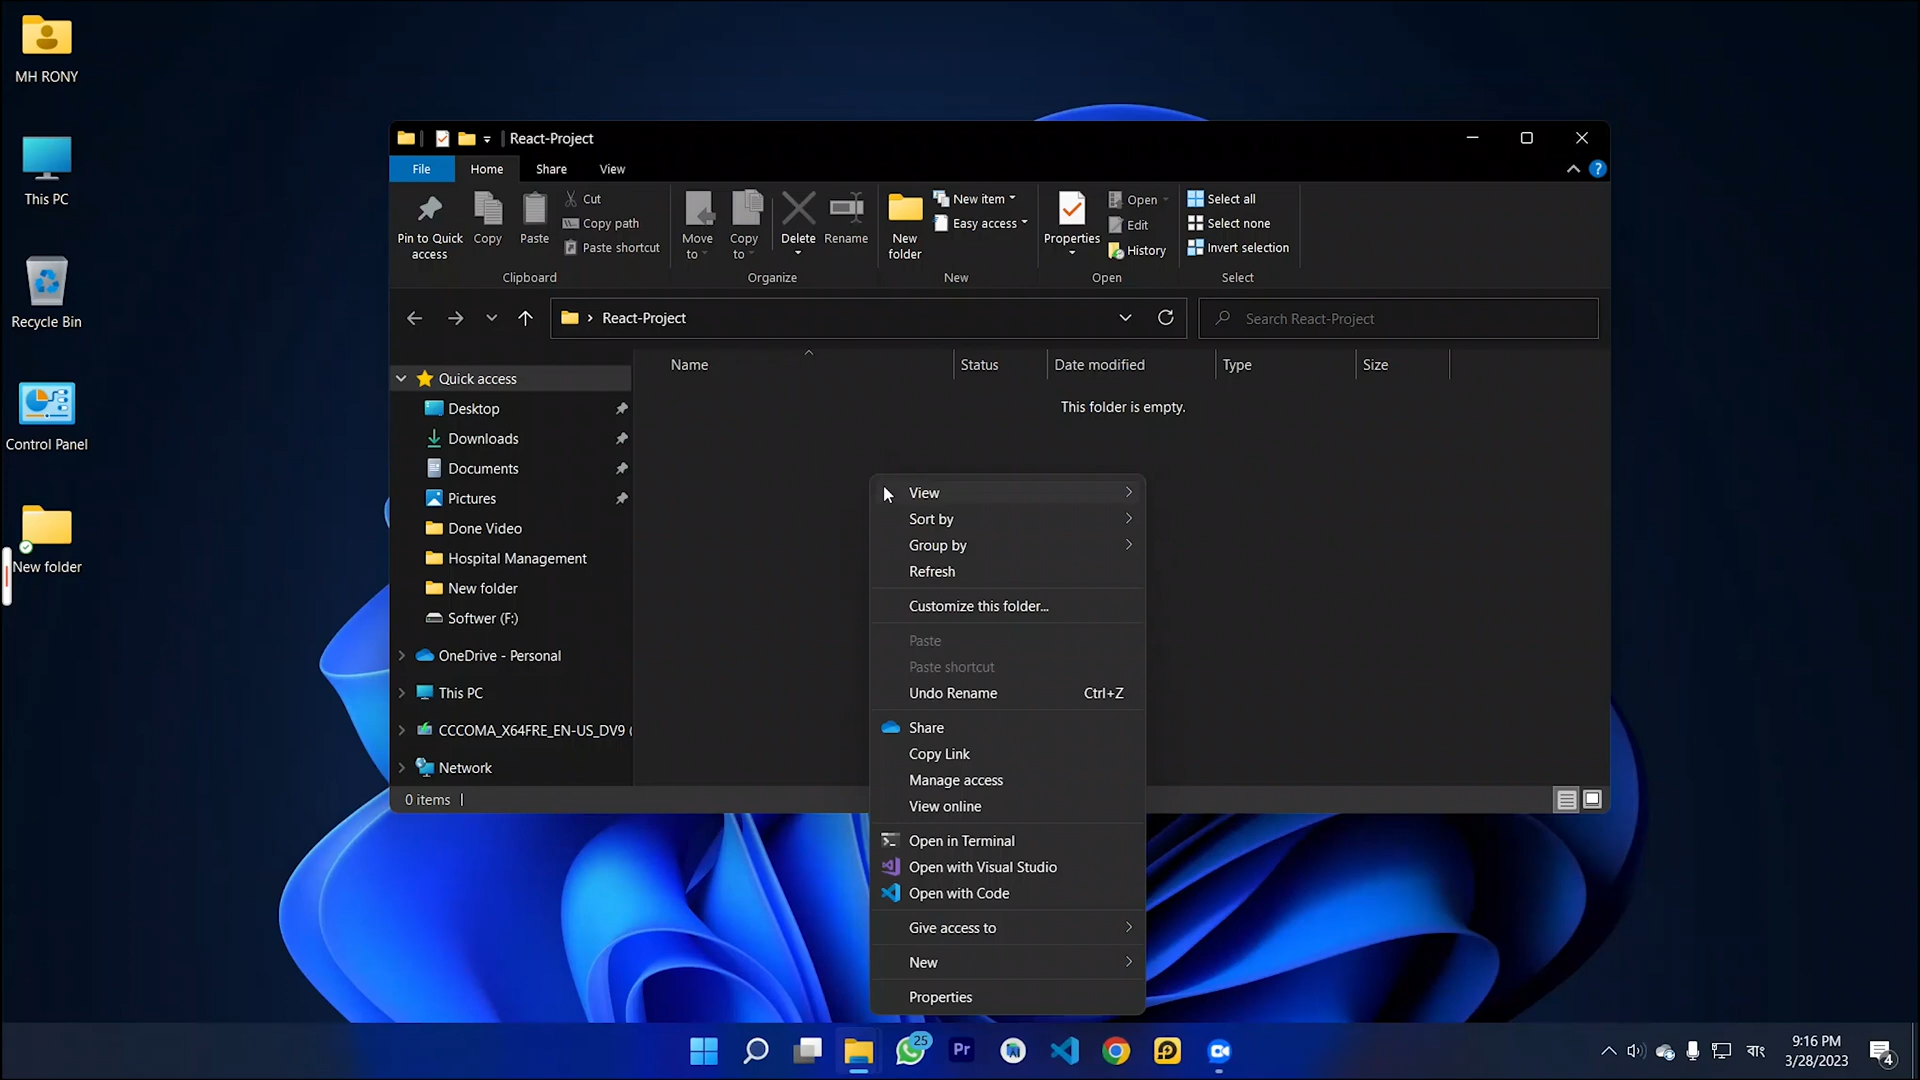 MH RONY
This PC
Recycle Bin
Control Panel
New folder
React-Project
File
Home
Share
View
?
Pin to Quick
access
Copy
Paste
Cut
Copy path
Paste shortcut
Clipboard
Move
to
Copy
to
Delete
Rename
Organize
New
folder
New item
Easy access
New
Properties
Open
Edit
History
Open
Select all
Select none
Invert selection
Select
React-Project
Search React-Project
Name
Status
Date modified
Type
Size
This folder is empty.
Quick access
Desktop
Downloads
Documents
Pictures
Done Video
Hospital Management
New folder
Softwer (F:)
OneDrive - Personal
This PC
CCCOMA_X64FRE_EN-US_DV9 (
Network
0 items
View
Sort by
Group by
Refresh
Customize this folder...
Paste
Paste shortcut
Undo Rename Ctrl+Z
Share
Copy Link
Manage access
View online
Open in Terminal
Open with Visual Studio
Open with Code
Give access to
New
Properties
25
Pr
বাং
9:16 PM
3/28/2023
4